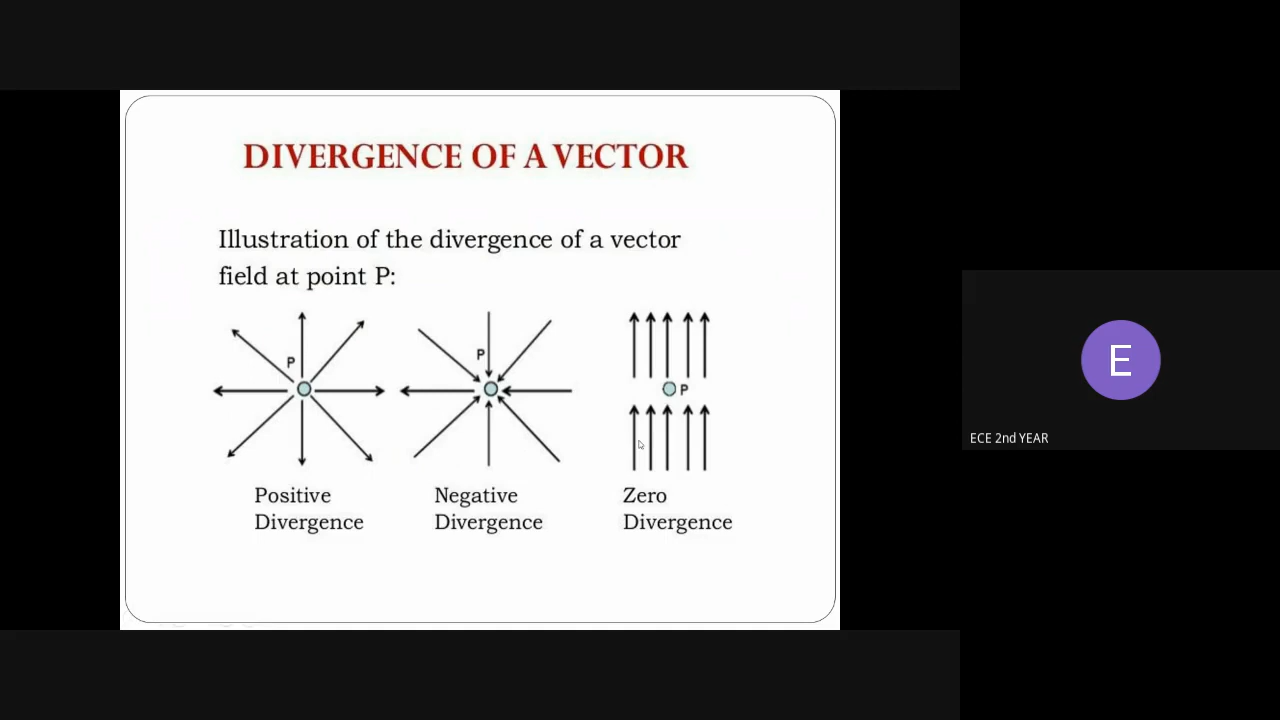 DIVERGENCE OF A VECTOR
Illustration of the divergence of a vector
field at point P:
P
P
P
Positive
Divergence
Negative
Divergence
Zero
Divergence
E
ECE 2nd YEAR